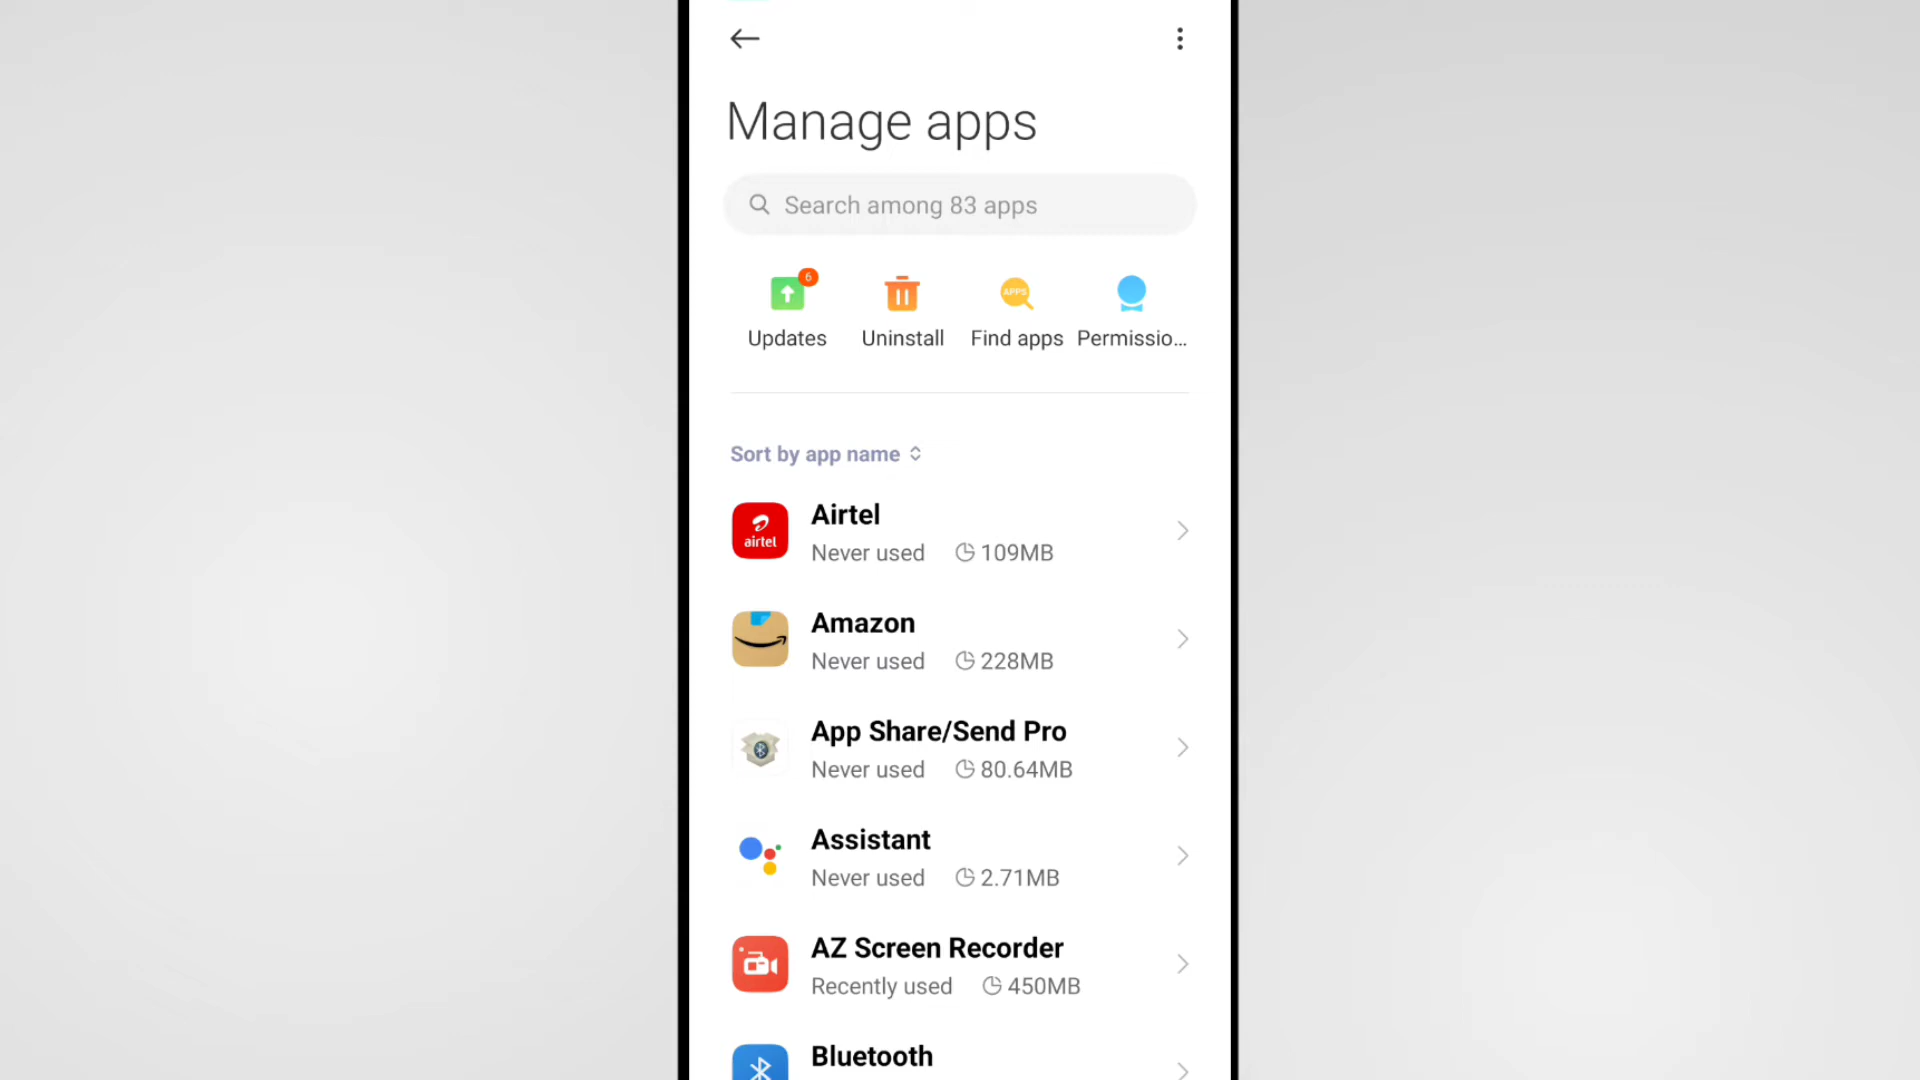 Manage apps
Search among 83 apps
6
APPS
Updates Uninstall Find apps Permissio...
Sort by app name
airtel
Airtel
Never used 109MB
Amazon
Never used 228MB
App Share/Send Pro
Never used 80.64MB
Assistant
Never used 2.71MB
AZ Screen Recorder
Recently used 450MB
Bluetooth